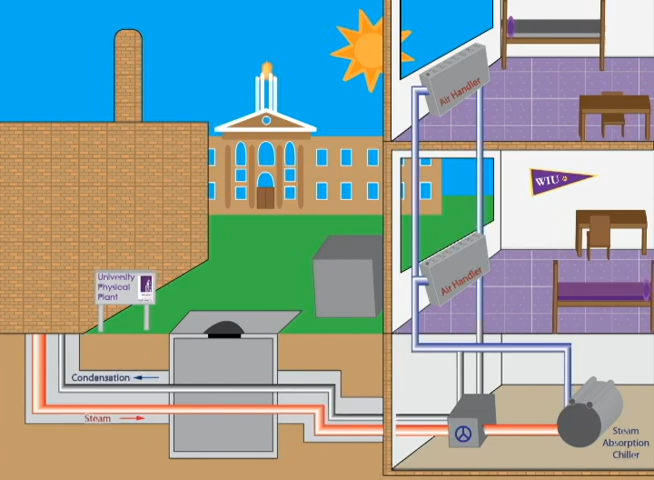 Air Handler
WIU
Air Handler
University
Physical
Plant
Condensation
Steam
Steam
Absorption
Chiller